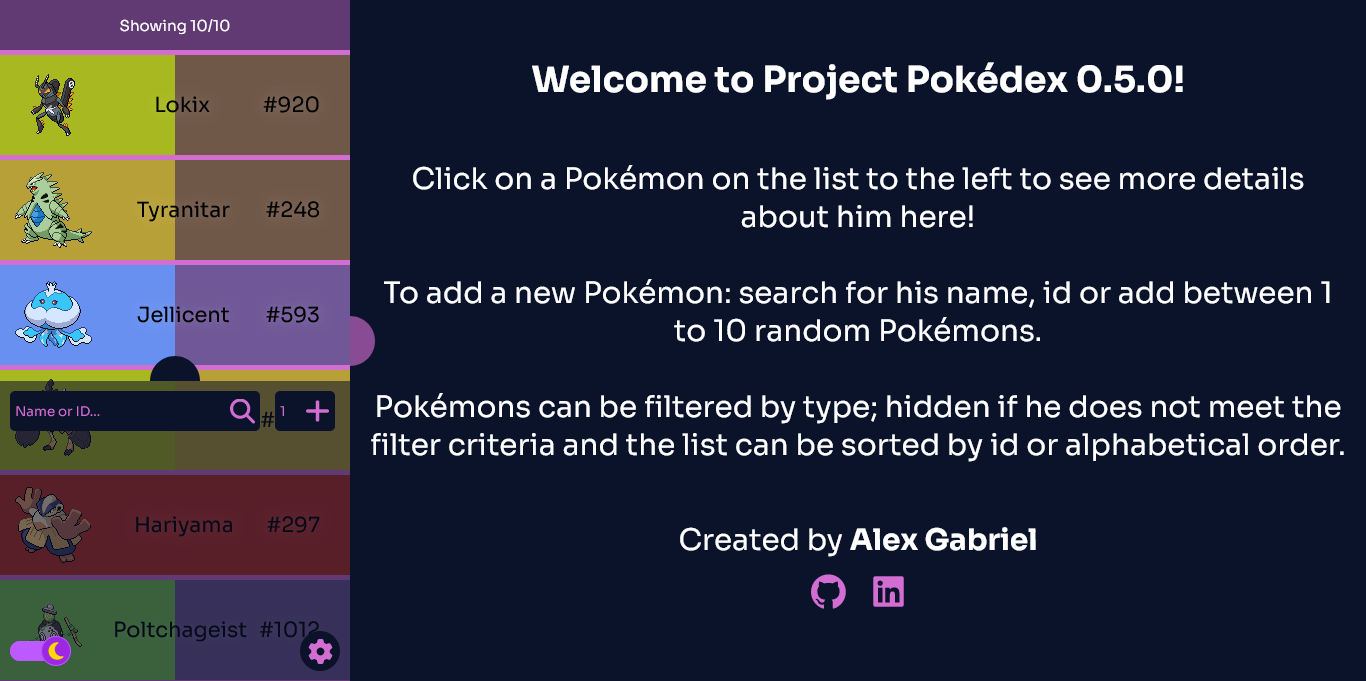 Showing 10/10
Lokix #920
Tyranitar #248
Jellicent #593
Name or ID...
#
1
Hariyama #297
Poltchageist #1012
Welcome to Project Pokédex 0.5.0!
Click on a Pokémon on the list to the left to see more details
about him here!
To add a new Pokémon: search for his name, id or add between 1
to 10 random Pokémons.
Pokémons can be filtered by type; hidden if he does not meet the
filter criteria and the list can be sorted by id or alphabetical order.
Created by Alex Gabriel
in